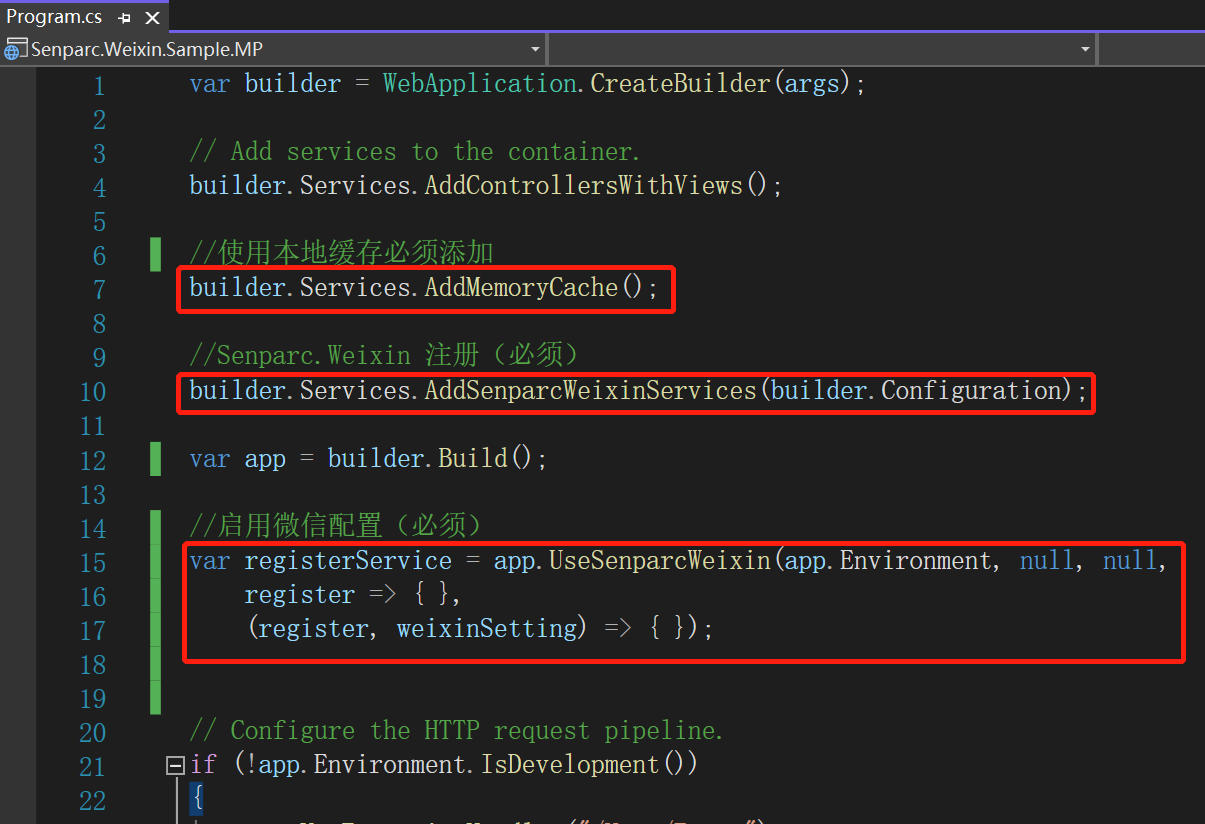 Program.cs
Senparc.Weixin.Sample.MP
1 var builder = WebApplication.CreateBuilder(args);
2
3 // Add services to the container.
4 builder.Services.AddControllersWithViews();
5
6 //使用本地缓存必须添加
7 builder.Services.AddMemoryCache();
8
9 //Senparc.Weixin 注册（必须）
10 builder.Services.AddSenparcWeixinServices(builder.Configuration);
11
12 var app = builder.Build();
13
14 //启用微信配置（必须）
15 var registerService = app.UseSenparcWeixin(app.Environment, null, null,
16 register => { },
17 (register, weixinSetting) => { });
18
19
20 // Configure the HTTP request pipeline.
21 if (!app.Environment.IsDevelopment())
22 {